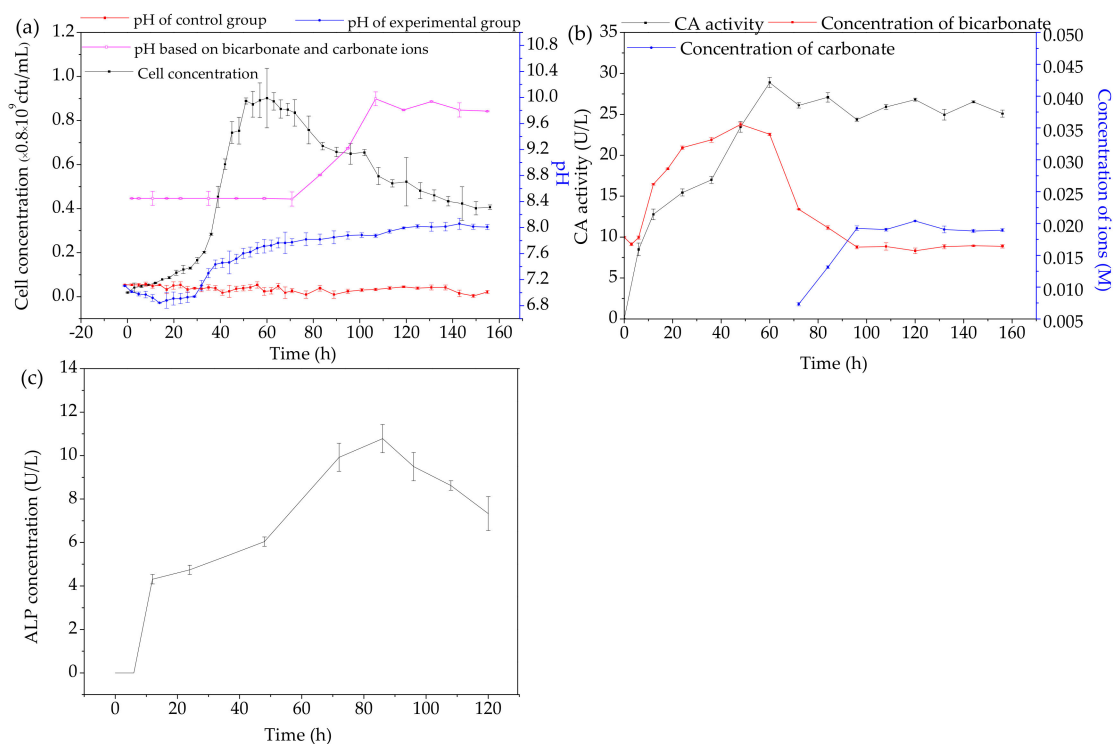 (a)
pH of control group
pH of experimental group
pH based on bicarbonate and carbonate ions
Cell concentration
Cell concentration (×0.8×10⁹ cfu/mL)
1.2
1.0
0.8
0.6
0.4
0.2
0.0
-20 0 20 40 60 80 100 120 140 160
Time (h)
10.8
10.4
10.0
9.6
9.2
8.8
8.4
8.0
7.6
7.2
6.8
pH
(b)
CA activity
Concentration of bicarbonate
Concentration of carbonate
CA activity (U/L)
35
30
25
20
15
10
5
0
0 20 40 60 80 100 120 140 160
Time (h)
0.050
0.045
0.040
0.035
0.030
0.025
0.020
0.015
0.010
0.005
Concentration of ions (M)
(c)
ALP concentration (U/L)
14
12
10
8
6
4
2
0
0 20 40 60 80 100 120
Time (h)